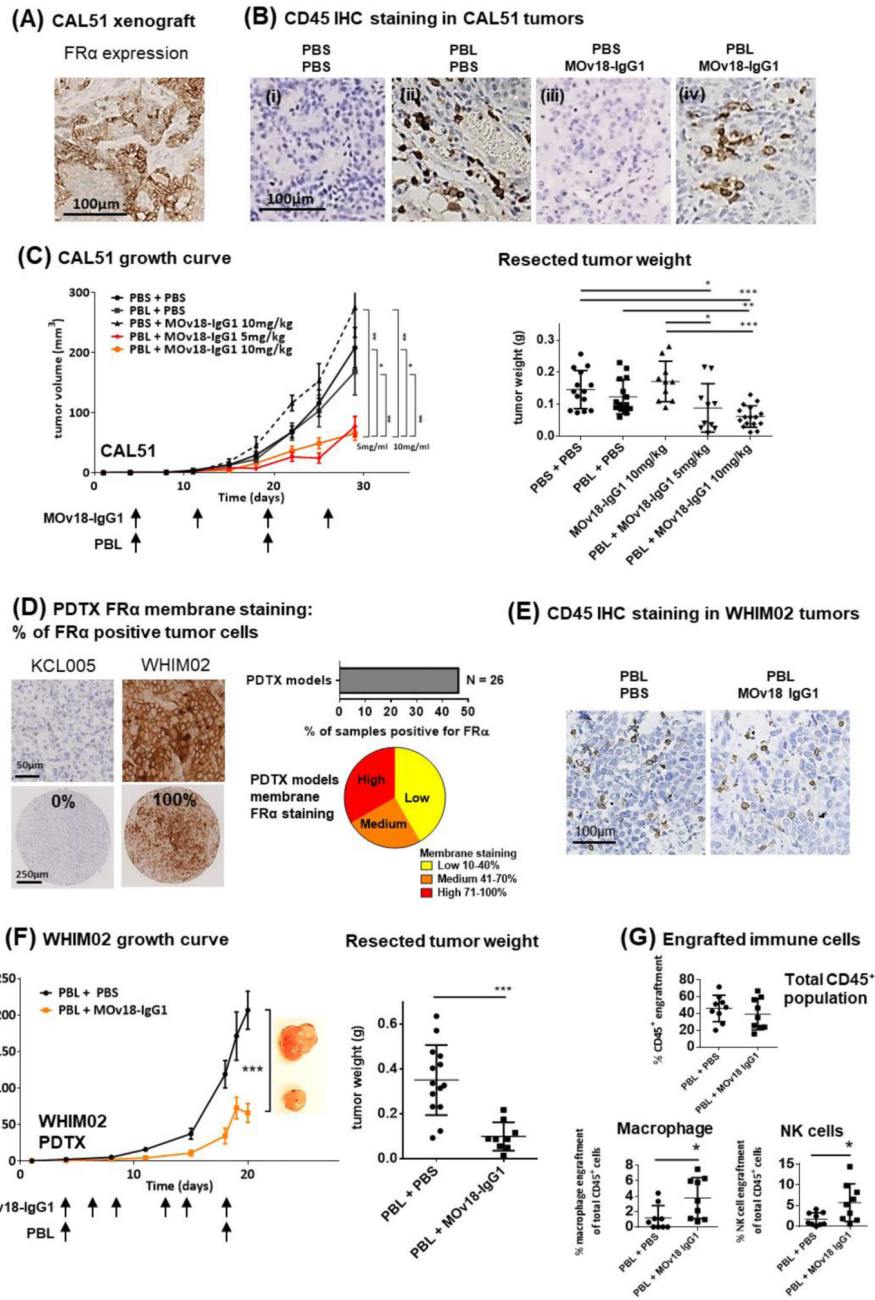 (A) CAL51 xenograft
FRα expression
100µm
(B) CD45 IHC staining in CAL51 tumors
PBS
PBS
PBL
PBS
PBS
MOv18-IgG1
PBL
MOv18-IgG1
(i)
(ii)
(iii)
(iv)
100µm
(C) CAL51 growth curve
PBS + PBS
PBL + PBS
PBS + MOv18-IgG1 10mg/kg
PBL + MOv18-IgG1 5mg/kg
PBL + MOv18-IgG1 10mg/kg
tumor volume (mm³)
300
200
100
0
CAL51
5mg/ml
10mg/ml
0
10
20
30
Time (days)
MOv18-IgG1
PBL
Resected tumor weight
*
***
**
*
***
tumor weight (g)
0.3
0.2
0.1
0.0
PBS + PBS
PBL + PBS
MOv18-IgG1 10mg/kg
PBL + MOv18-IgG1 5mg/kg
PBL + MOv18-IgG1 10mg/kg
(D) PDTX FRα membrane staining:
% of FRα positive tumor cells
KCL005
WHIM02
50µm
0%
100%
250µm
PDTX models
N = 26
0 10 20 30 40 50
% of samples positive for FRα
PDTX models
membrane
FRα staining
High
Low
Medium
Membrane staining
Low 10-40%
Medium 41-70%
High 71-100%
(E) CD45 IHC staining in WHIM02 tumors
PBL
PBS
PBL
MOv18 IgG1
100µm
(F) WHIM02 growth curve
PBL + PBS
PBL + MOv18-IgG1
250
200
150
100
50
0
***
WHIM02
PDTX
0
10
20
Time (days)
v18-IgG1
PBL
Resected tumor weight
***
tumor weight (g)
0.6
0.4
0.2
0.0
PBL + PBS
PBL + MOv18-IgG1
(G) Engrafted immune cells
Total CD45⁺
population
% CD45⁺ engraftment
80
60
40
20
0
PBL + PBS
PBL + MOv18 IgG1
Macrophage
*
% macrophage engraftment
of total CD45⁺ cells
8
6
4
2
0
PBL + PBS
PBL + MOv18 IgG1
NK cells
*
% NK cell engraftment
of total CD45⁺ cells
15
10
5
0
PBL + PBS
PBL + MOv18 IgG1